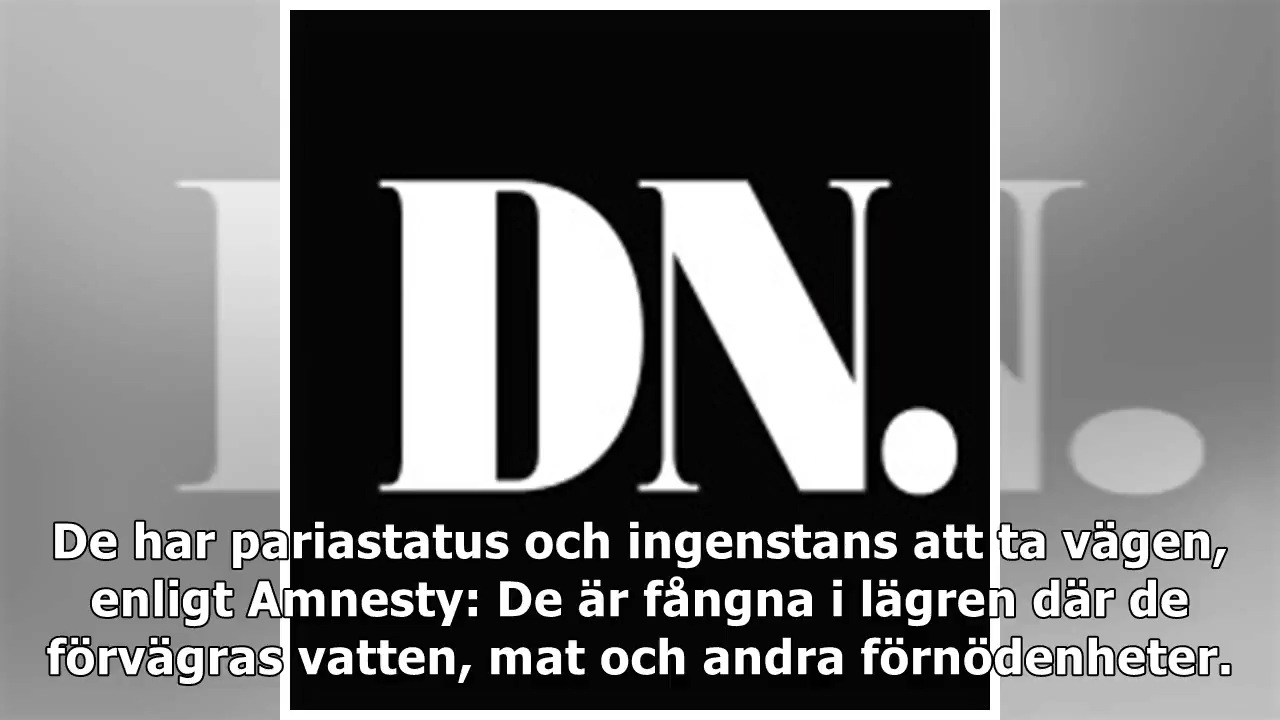 DN.
De har pariastatus och ingenstans att ta vägen,
enligt Amnesty: De är fångna i lägren där de
förvägras vatten, mat och andra förnödenheter.